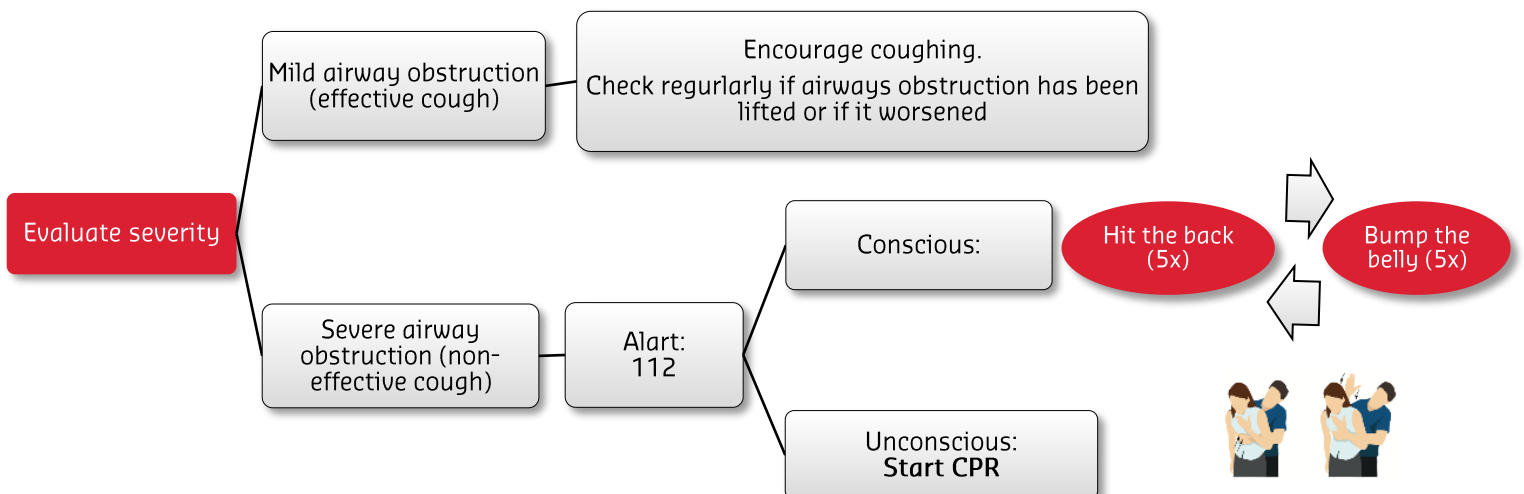 Evaluate severity
Mild airway obstruction
(effective cough)
Encourage coughing.
Check regurlarly if airways obstruction has been
lifted or if it worsened
Severe airway
obstruction (non-
effective cough)
Alart:
112
Conscious:
Hit the back
(5x)
Bump the
belly (5x)
Unconscious:
Start CPR